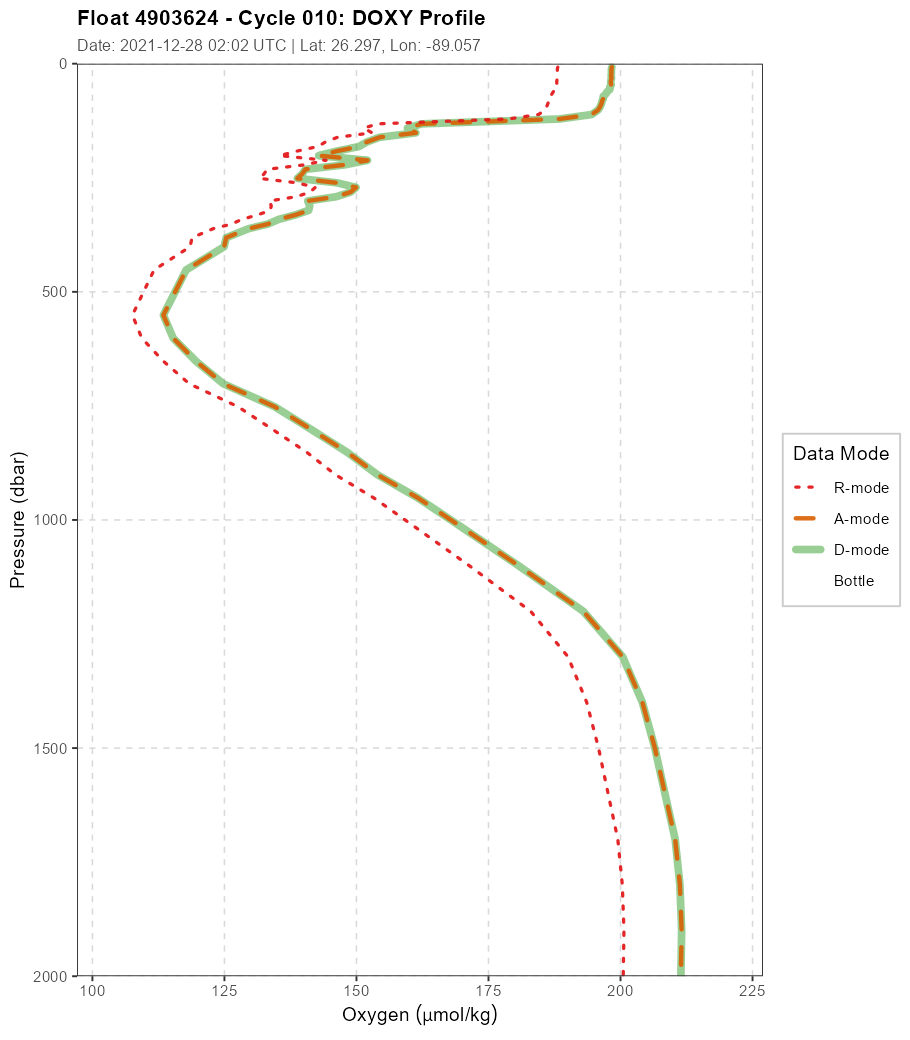 Float 4903624 - Cycle 010: DOXY Profile
Date: 2021-12-28 02:02 UTC | Lat: 26.297, Lon: -89.057
0
500
1000
1500
2000
Pressure (dbar)
100 125 150 175 200 225
Oxygen (μmol/kg)
Data Mode
R-mode
A-mode
D-mode
Bottle